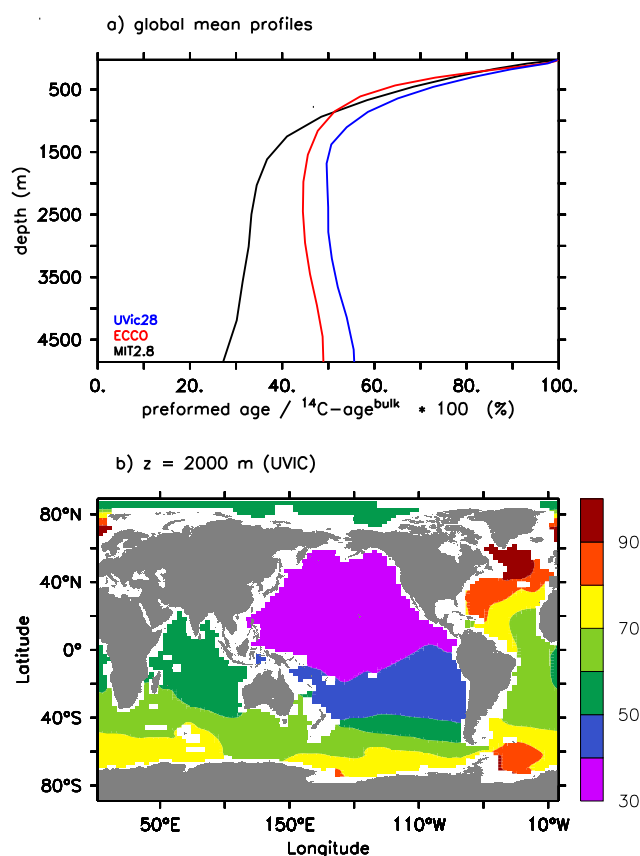 a) global mean profiles
500
1500
2500
3500
4500
depth (m)
UVic28
ECCO
MIT2.8
0. 20. 40. 60. 80. 100.
preformed age / ¹⁴C-age^bulk * 100 (%)
b) z = 2000 m (UVIC)
80°N
40°N
0°
40°S
80°S
Latitude
50°E 150°E 110°W 10°W
Longitude
90
70
50
30